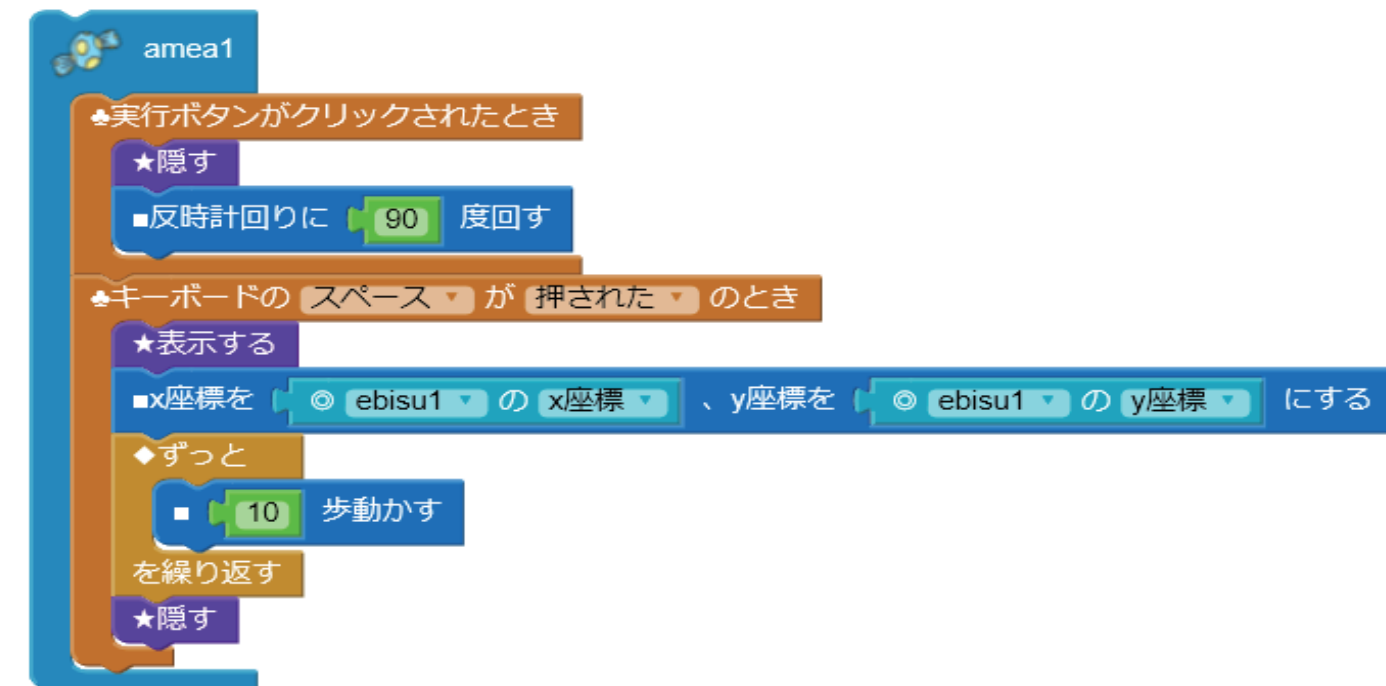 amea1
♣実行ボタンがクリックされたとき
★隠す
■反時計回りに 90 度回す
♣キーボードの スペース が 押された のとき
★表示する
■x座標を ◎ ebisu1 の x座標 、y座標を ◎ ebisu1 の y座標 にする
◆ずっと
■ 10 歩動かす
を繰り返す
★隠す